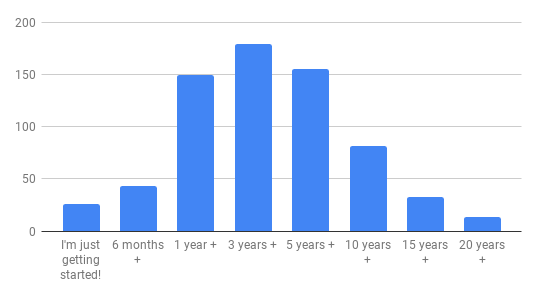 200
150
100
50
0
I'm just
getting
started!
6 months
+
1 year +
3 years +
5 years +
10 years
+
15 years
+
20 years
+